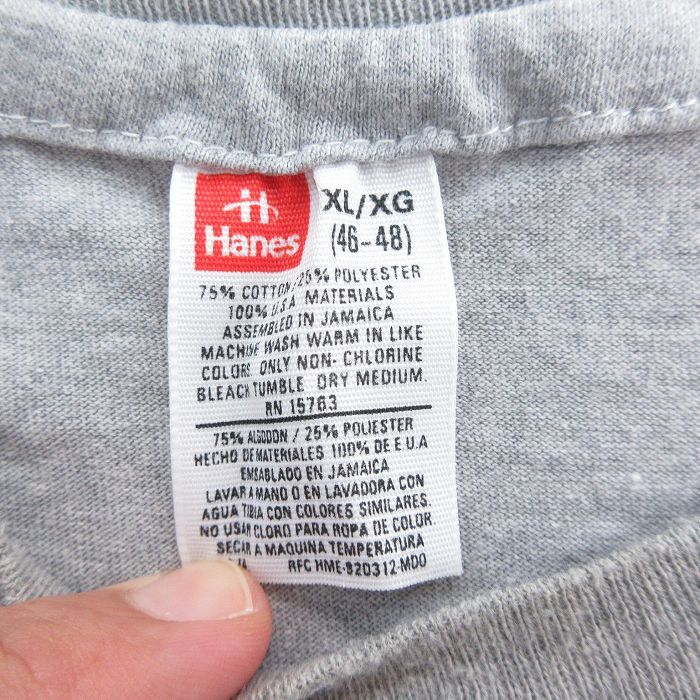 H
Hanes
XL/XG
(46-48)
75% COTTON/25% POLYESTER
100% U.S.A. MATERIALS
ASSEMBLED IN JAMAICA
MACHINE WASH WARM IN LIKE
COLORS. ONLY NON- CHLORINE
BLEACH TUMBLE DRY MEDIUM.
RN 15763
75% ALGODON / 25% POLIESTER
HECHO DE MATERIALES 100% DE E.U.A
ENSABLADO EN JAMAICA
LAVAR A MANO O EN LAVADORA CON
AGUA TIBIA CON COLORES SIMILARES.
NO USAR CLORO PARA ROPA DE COLOR.
SECAR A MAQUINA TEMPERATURA
RFC HME-820312-MD0